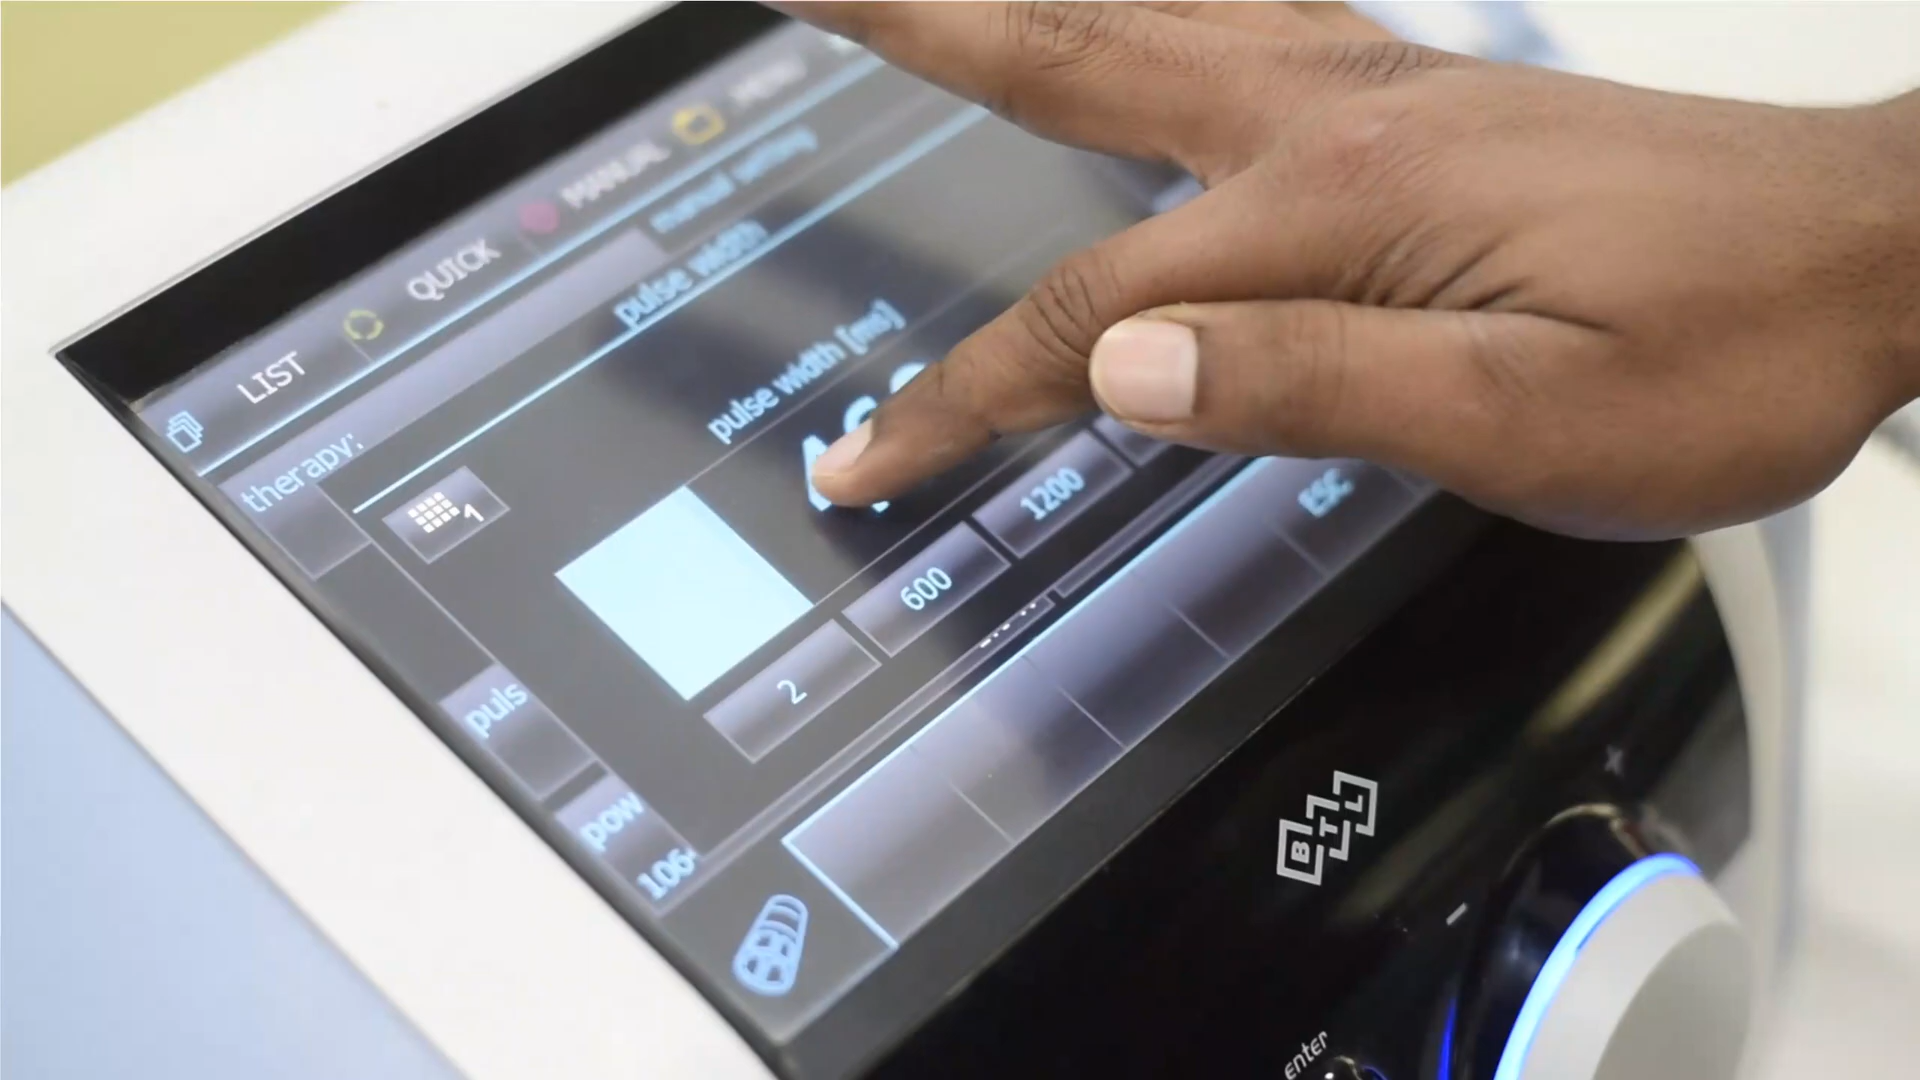 LIST
QUICK
MANUAL
MENU
manual setting
therapy:
pulse width
pulse width [ms]
1
2
600
1200
ESC
puls
pow
106
BTL
+
-
enter